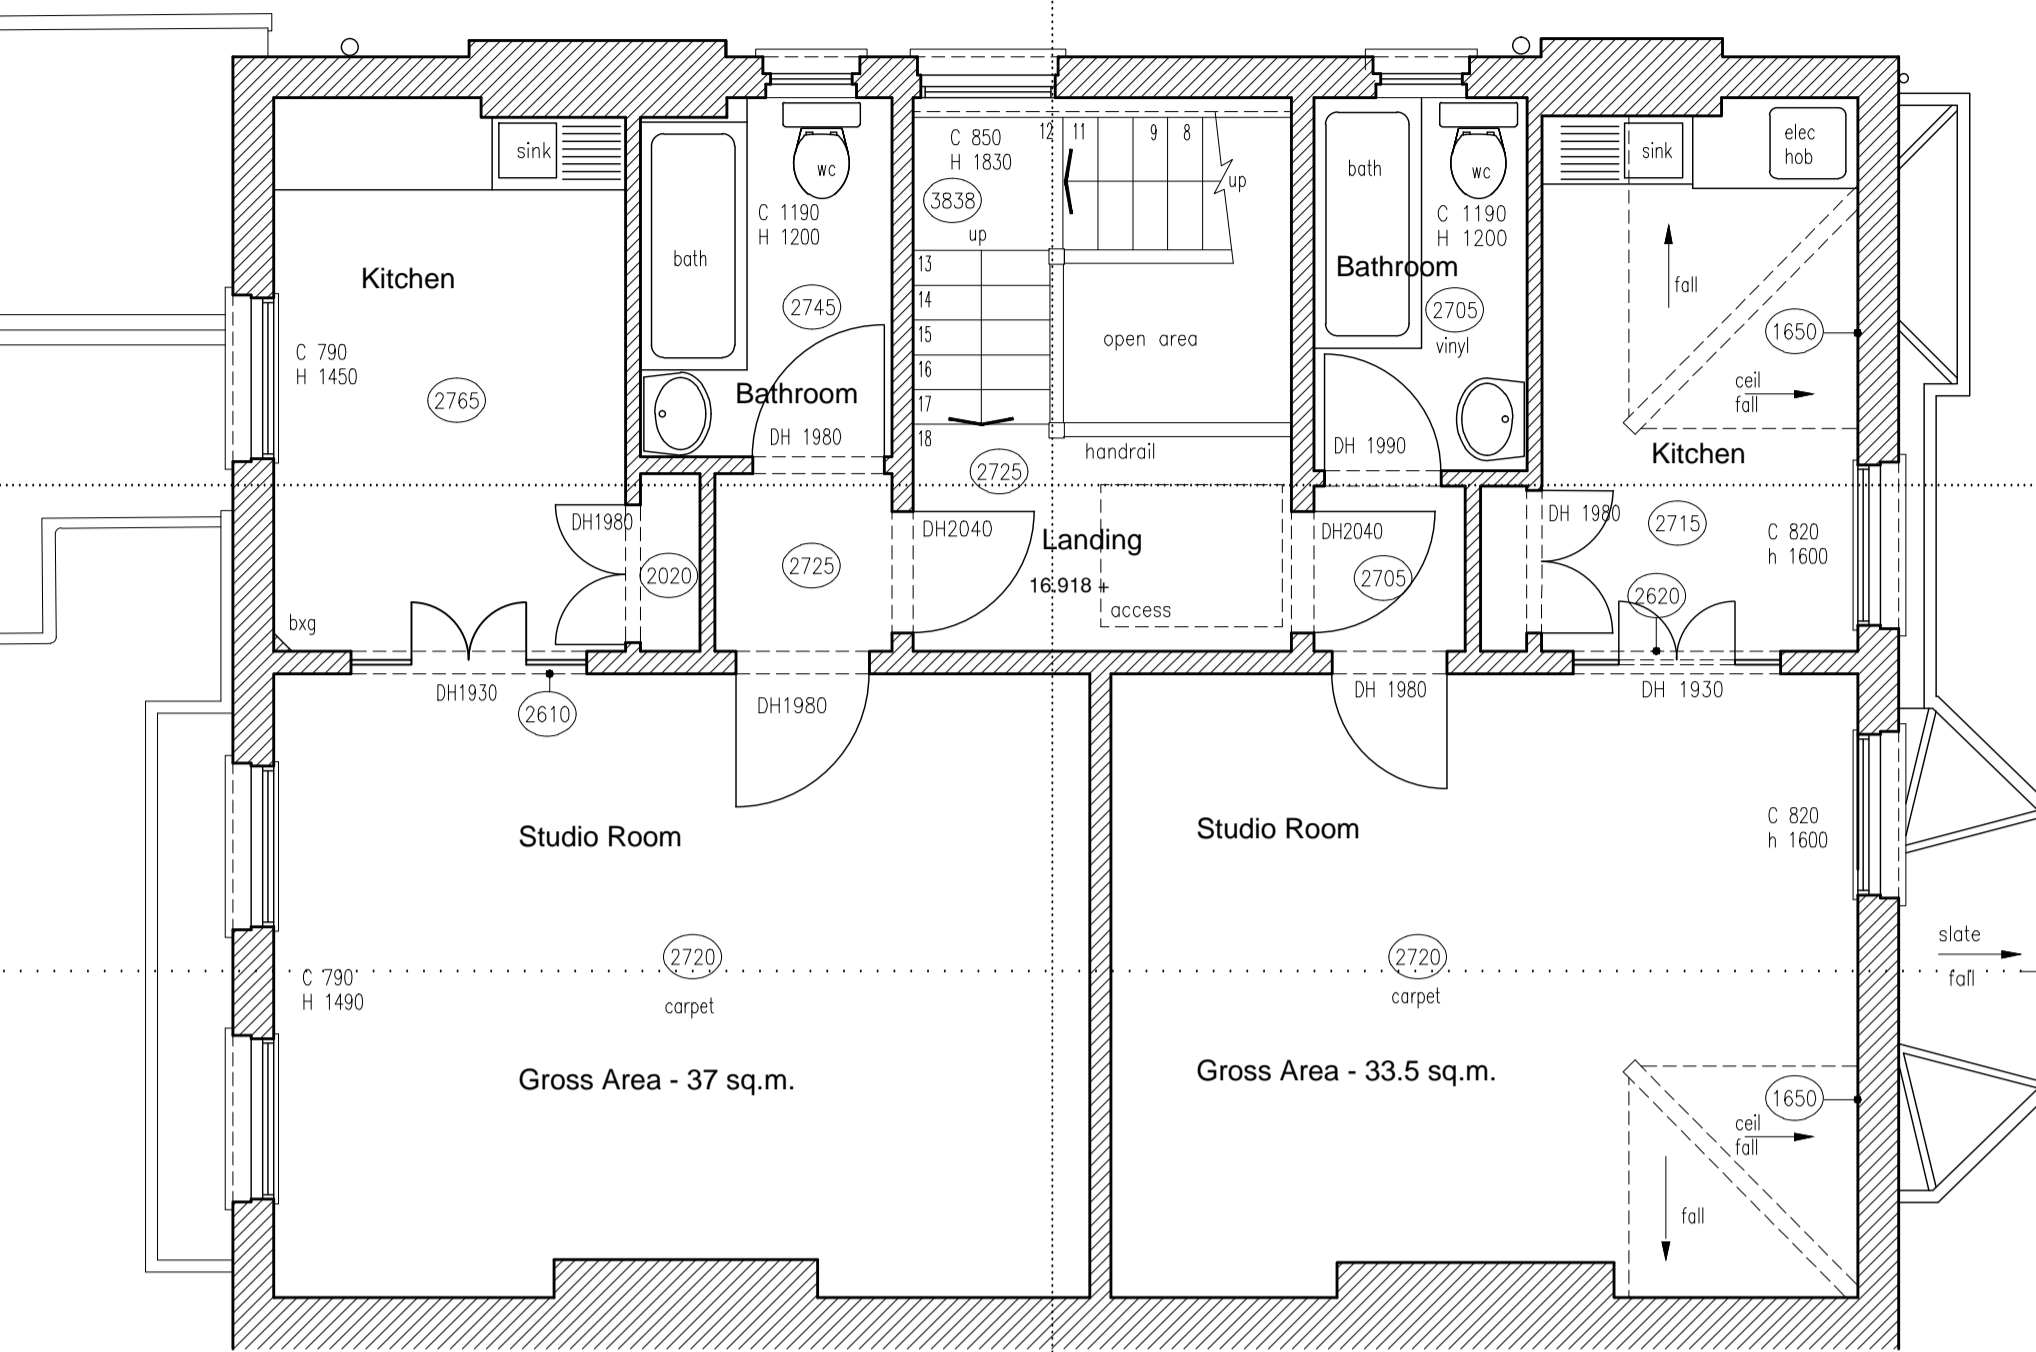 sink
Kitchen
C 790
H 1450
2765
DH1980
2020
bxg
DH1930
2610
bath
wc
C 1190
H 1200
2745
Bathroom
DH 1980
2725
DH1980
C 850
H 1830
3838
up
12
11
9
8
up
13
14
15
16
17
18
open area
handrail
2725
DH2040
Landing
16.918 +
access
DH2040
2705
bath
wc
C 1190
H 1200
Bathroom
2705
vinyl
DH 1990
sink
elec
hob
fall
1650
ceil
fall
Kitchen
DH 1980
2715
C 820
h 1600
2620
DH 1980
DH 1930
Studio Room
C 790
H 1490
2720
carpet
Gross Area - 37 sq.m.
Studio Room
C 820
h 1600
2720
carpet
Gross Area - 33.5 sq.m.
1650
ceil
fall
fall
slate
fall